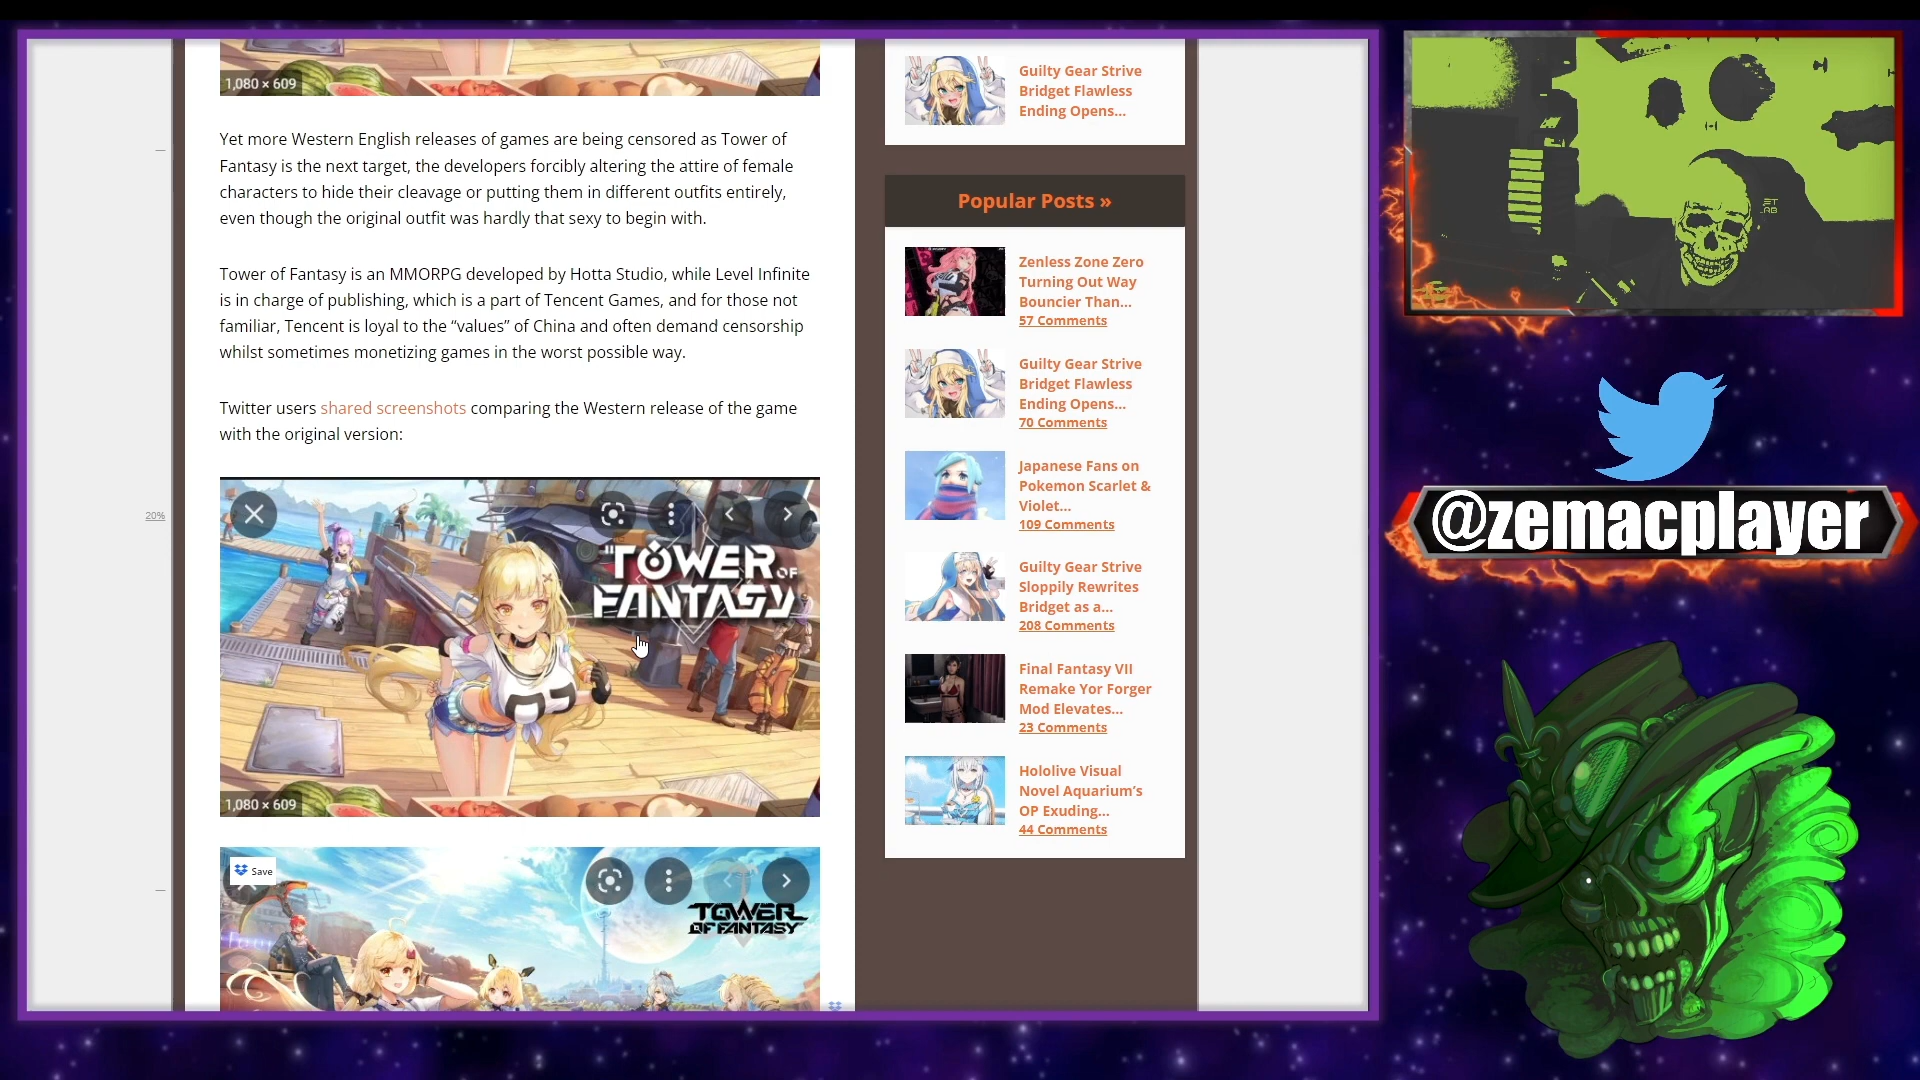 1,080 × 609
Yet more Western English releases of games are being censored as Tower of
Fantasy is the next target, the developers forcibly altering the attire of female
characters to hide their cleavage or putting them in different outfits entirely,
even though the original outfit was hardly that sexy to begin with.
Tower of Fantasy is an MMORPG developed by Hotta Studio, while Level Infinite
is in charge of publishing, which is a part of Tencent Games, and for those not
familiar, Tencent is loyal to the “values” of China and often demand censorship
whilst sometimes monetizing games in the worst possible way.
Twitter users shared screenshots comparing the Western release of the game
with the original version:
20%
TOWER OF
FANTASY
1,080 × 609
Save
TOWER
OF FANTASY
Guilty Gear Strive
Bridget Flawless
Ending Opens...
Popular Posts »
Zenless Zone Zero
Turning Out Way
Bouncier Than...
57 Comments
Guilty Gear Strive
Bridget Flawless
Ending Opens...
70 Comments
Japanese Fans on
Pokemon Scarlet &
Violet...
109 Comments
Guilty Gear Strive
Sloppily Rewrites
Bridget as a...
208 Comments
Final Fantasy VII
Remake Yor Forger
Mod Elevates...
23 Comments
Hololive Visual
Novel Aquarium’s
OP Exuding...
44 Comments
@zemacplayer